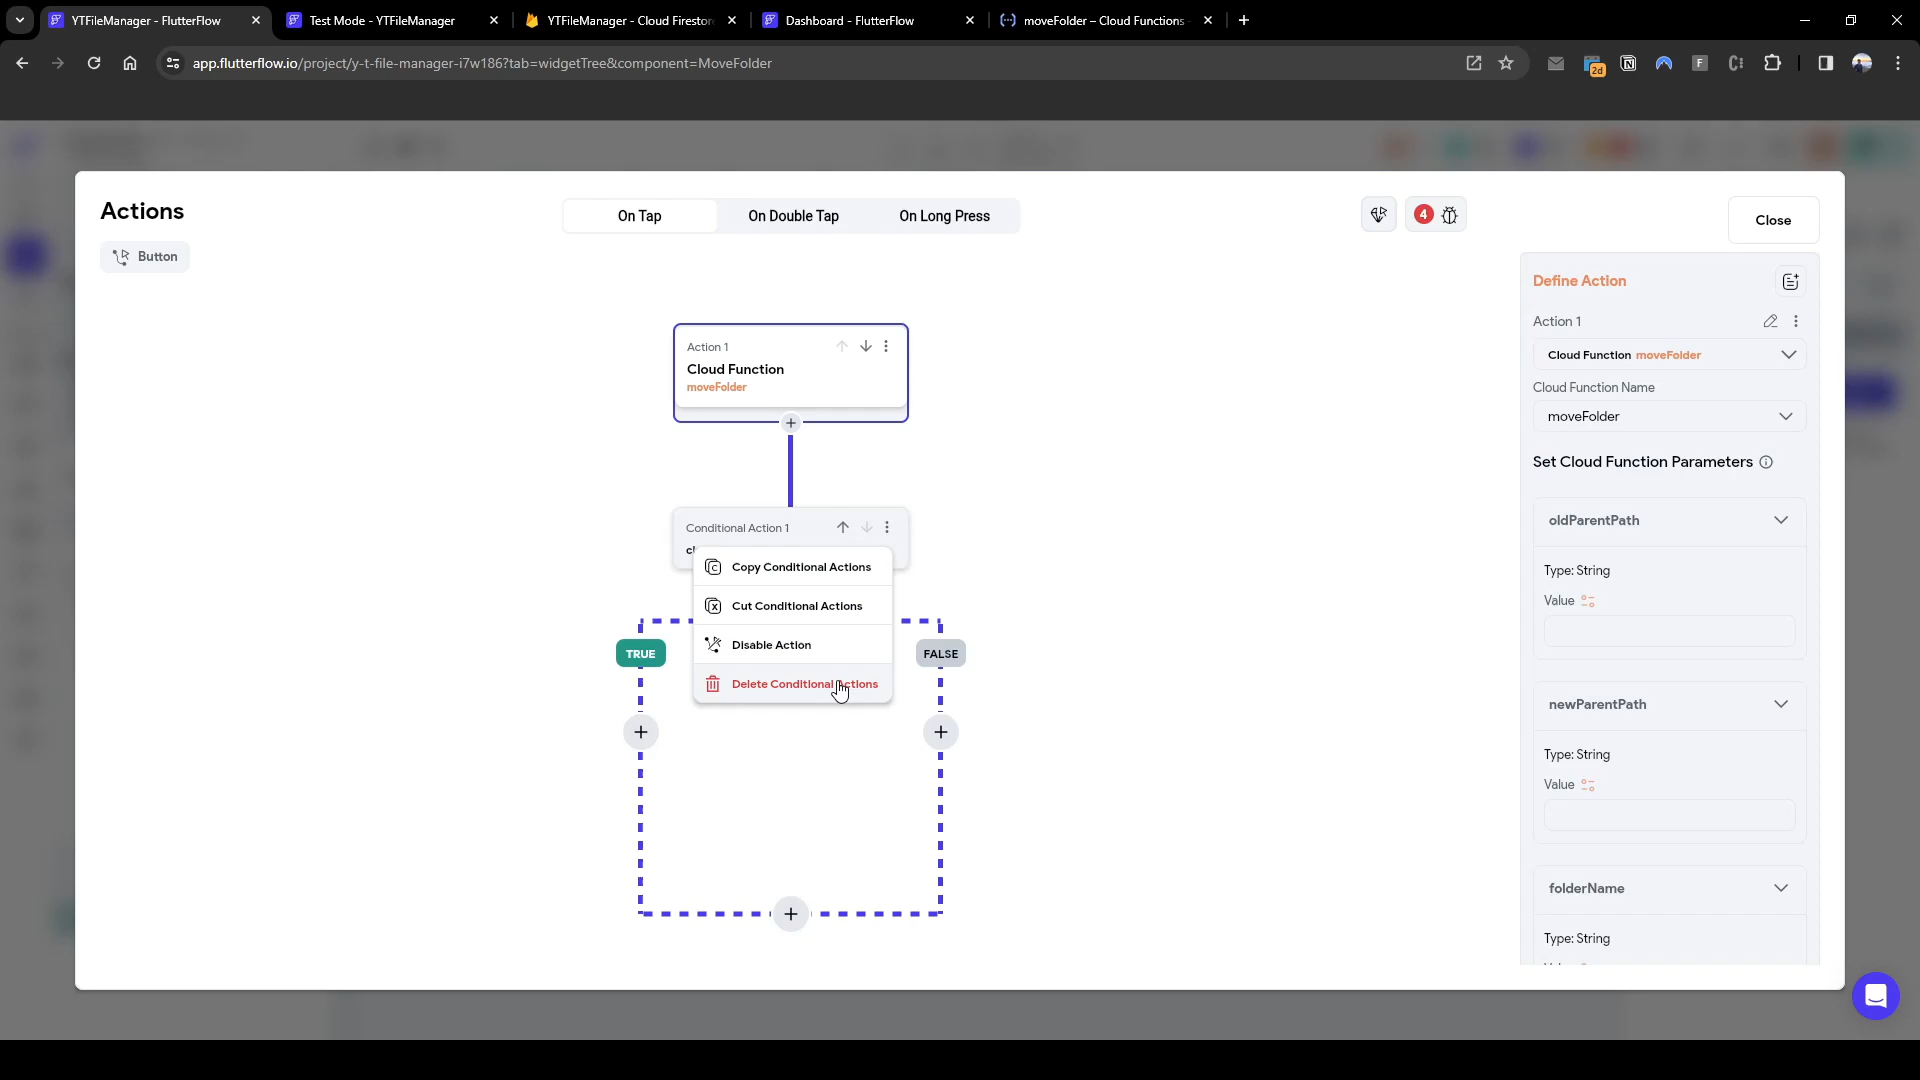 YTFileManager - FlutterFlow
Test Mode - YTFileManager
YTFileManager - Cloud Firestor
Dashboard - FlutterFlow
moveFolder – Cloud Functions -
app.flutterflow.io/project/y-t-file-manager-i7w186?tab=widgetTree&component=MoveFolder
2d
Actions
On Tap
On Double Tap
On Long Press
4
Close
Button
Define Action
Action 1
Cloud Function moveFolder
Cloud Function Name
moveFolder
Set Cloud Function Parameters
oldParentPath
Type: String
Value
newParentPath
Type: String
Value
folderName
Type: String
Action 1
Cloud Function
moveFolder
Conditional Action 1
Copy Conditional Actions
Cut Conditional Actions
Disable Action
Delete Conditional Actions
TRUE
FALSE